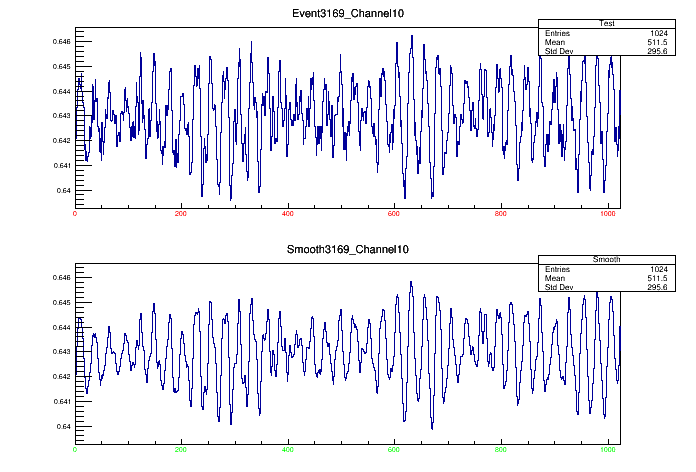 Event3169_Channel10
Test
Entries 1024
Mean 511.5
Std Dev 295.6
0.646
0.645
0.644
0.643
0.642
0.641
0.64
0 200 400 600 800 1000
Smooth3169_Channel10
Smooth
Entries 1024
Mean 511.5
Std Dev 295.6
0.646
0.645
0.644
0.643
0.642
0.641
0.64
0 200 400 600 800 1000